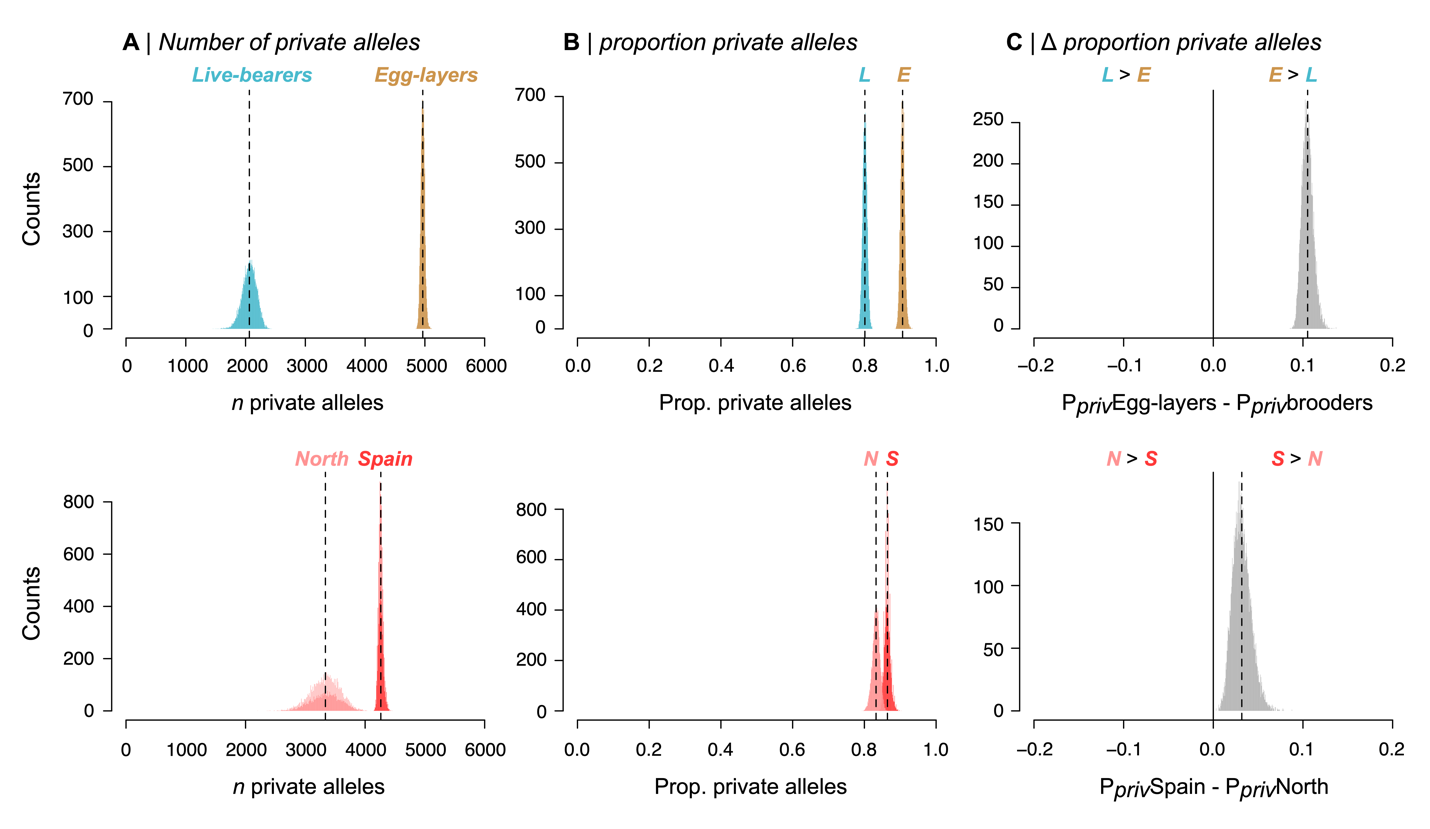 A | Number of private alleles
B | proportion private alleles
C | Δ proportion private alleles
Live-bearers Egg-layers
L E
L > E E > L
700
500
300
100
0
Counts
0 1000 2000 3000 4000 5000 6000
n private alleles
700
500
300
100
0
0.0 0.2 0.4 0.6 0.8 1.0
Prop. private alleles
250
200
150
100
50
0
−0.2 −0.1 0.0 0.1 0.2
PprivEgg-layers - Pprivbrooders
North Spain
N S
N > S S > N
800
600
400
200
0
Counts
0 1000 2000 3000 4000 5000 6000
n private alleles
800
600
400
200
0
0.0 0.2 0.4 0.6 0.8 1.0
Prop. private alleles
150
100
50
0
−0.2 −0.1 0.0 0.1 0.2
PprivSpain - PprivNorth